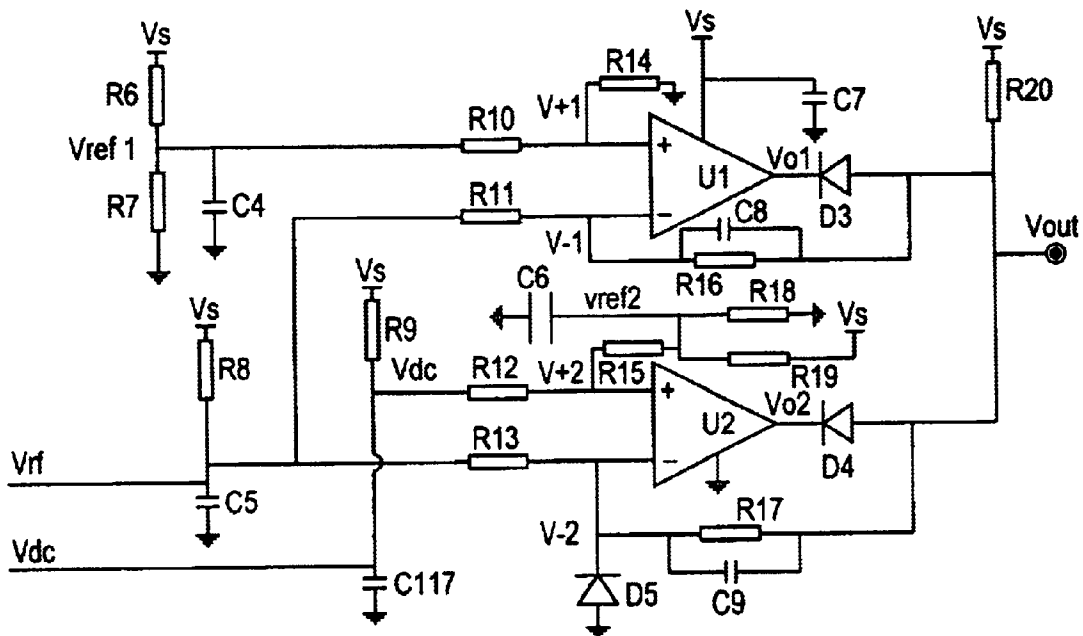 Vs
Vs
Vs
R6
R14
C7
R20
V+1
R10
Vref 1
+
U1
Vo1
R7
C4
R11
−
D3
C8
V-1
Vout
R16
Vs
C6
vref2
R18
Vs
R9
Vs
R8
R12
V+2
R15
R19
Vdc
+
Vo2
U2
R13
−
D4
Vrf
C5
R17
V-2
Vdc
C117
D5
C9